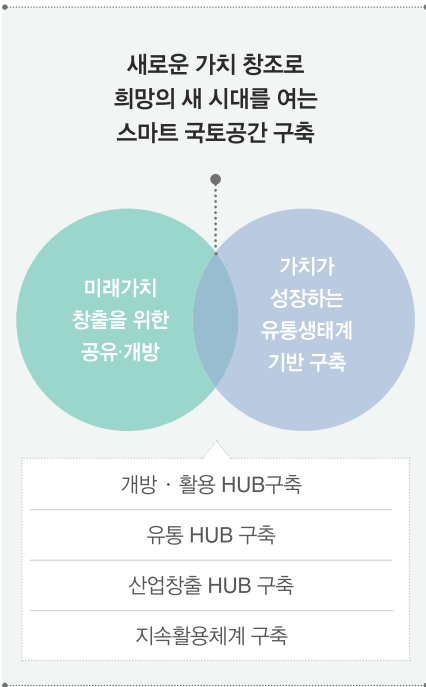 새로운 가치 창조로
희망의 새 시대를 여는
스마트 국토공간 구축
미래가치
창출을 위한
공유·개방
가치가
성장하는
유통생태계
기반 구축
개방 · 활용 HUB구축
유통 HUB 구축
산업창출 HUB 구축
지속활용체계 구축